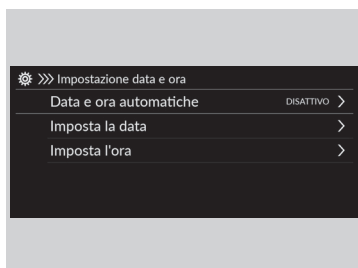 Impostazione data e ora
Data e ora automatiche DISATTIVO
Imposta la data
Imposta l'ora